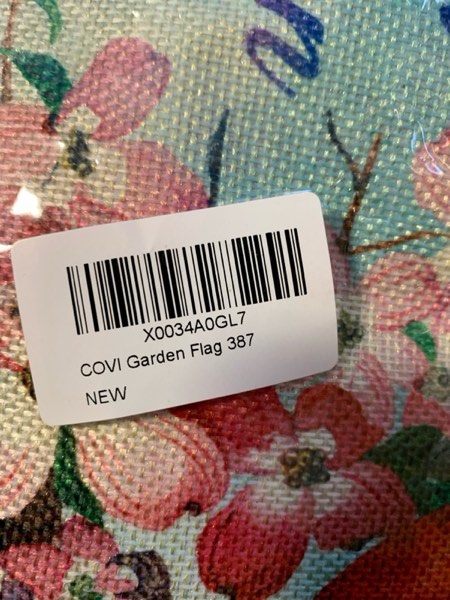 X0034A0GL7
COVI Garden Flag 387
NEW